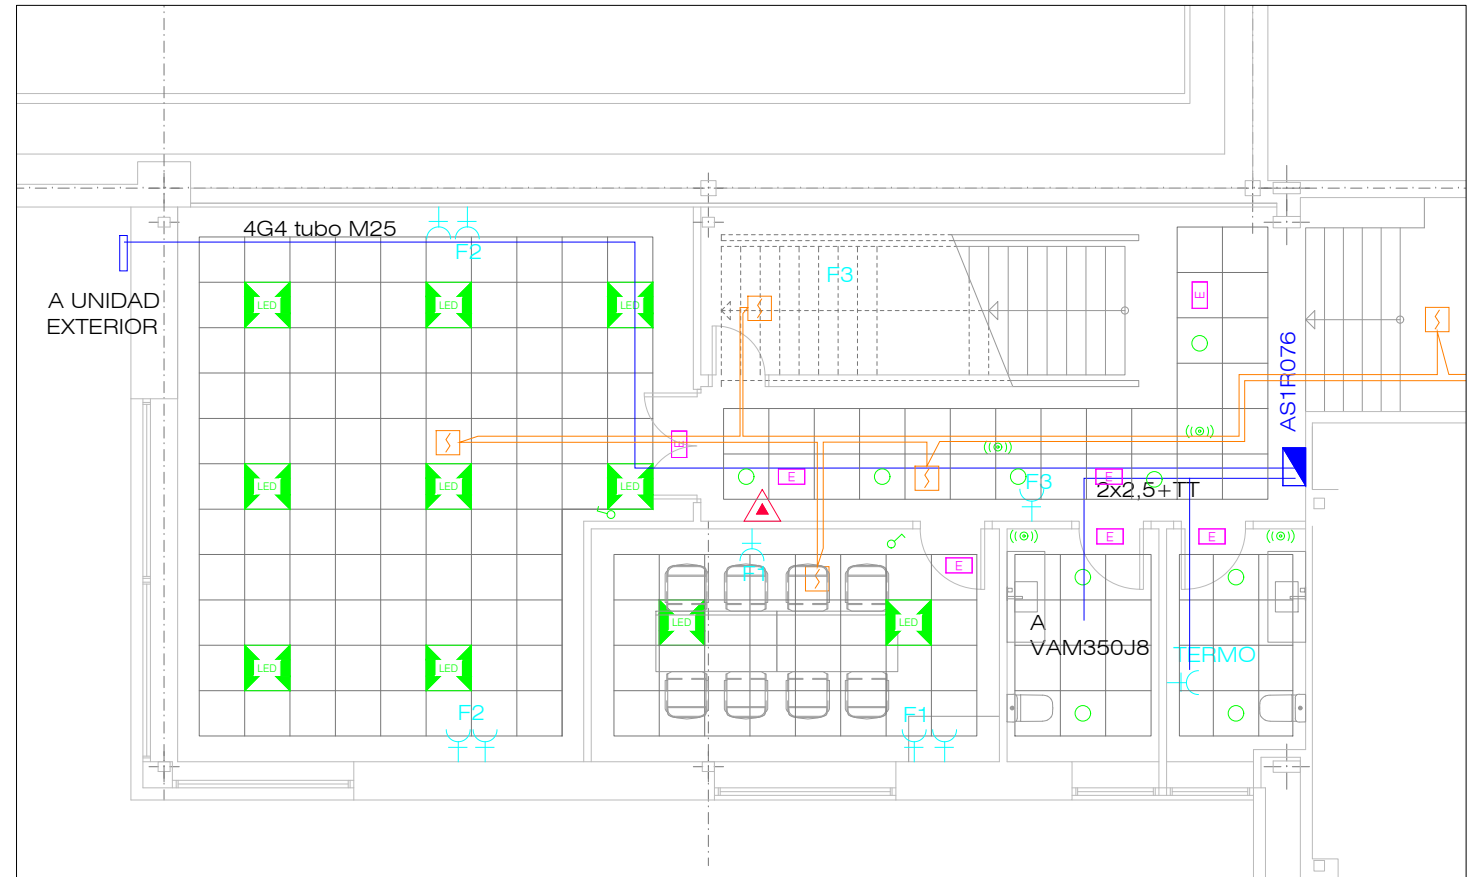 4G4 tubo M25
F2
F3
A UNIDAD
EXTERIOR
LED
LED
LED
E
AS1R076
E
LED
LED
LED
E
E
F3
2x2,5+TT
E
E
F1
E
LED
LED
A
VAM350J8
TERMO
LED
LED
F2
F1